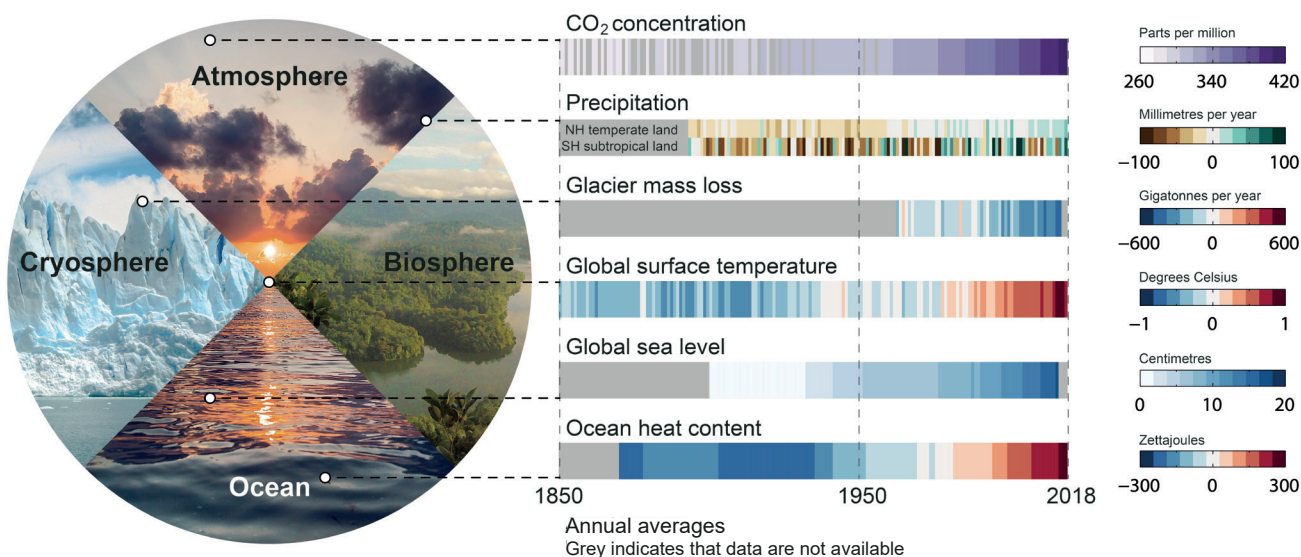 Atmosphere
Cryosphere
Biosphere
Ocean
CO₂ concentration
Precipitation
NH temperate land
SH subtropical land
Glacier mass loss
Global surface temperature
Global sea level
Ocean heat content
1850
1950
2018
Annual averages
Grey indicates that data are not available
Parts per million
260 340 420
Millimetres per year
−100 0 100
Gigatonnes per year
−600 0 600
Degrees Celsius
−1 0 1
Centimetres
0 10 20
Zettajoules
−300 0 300